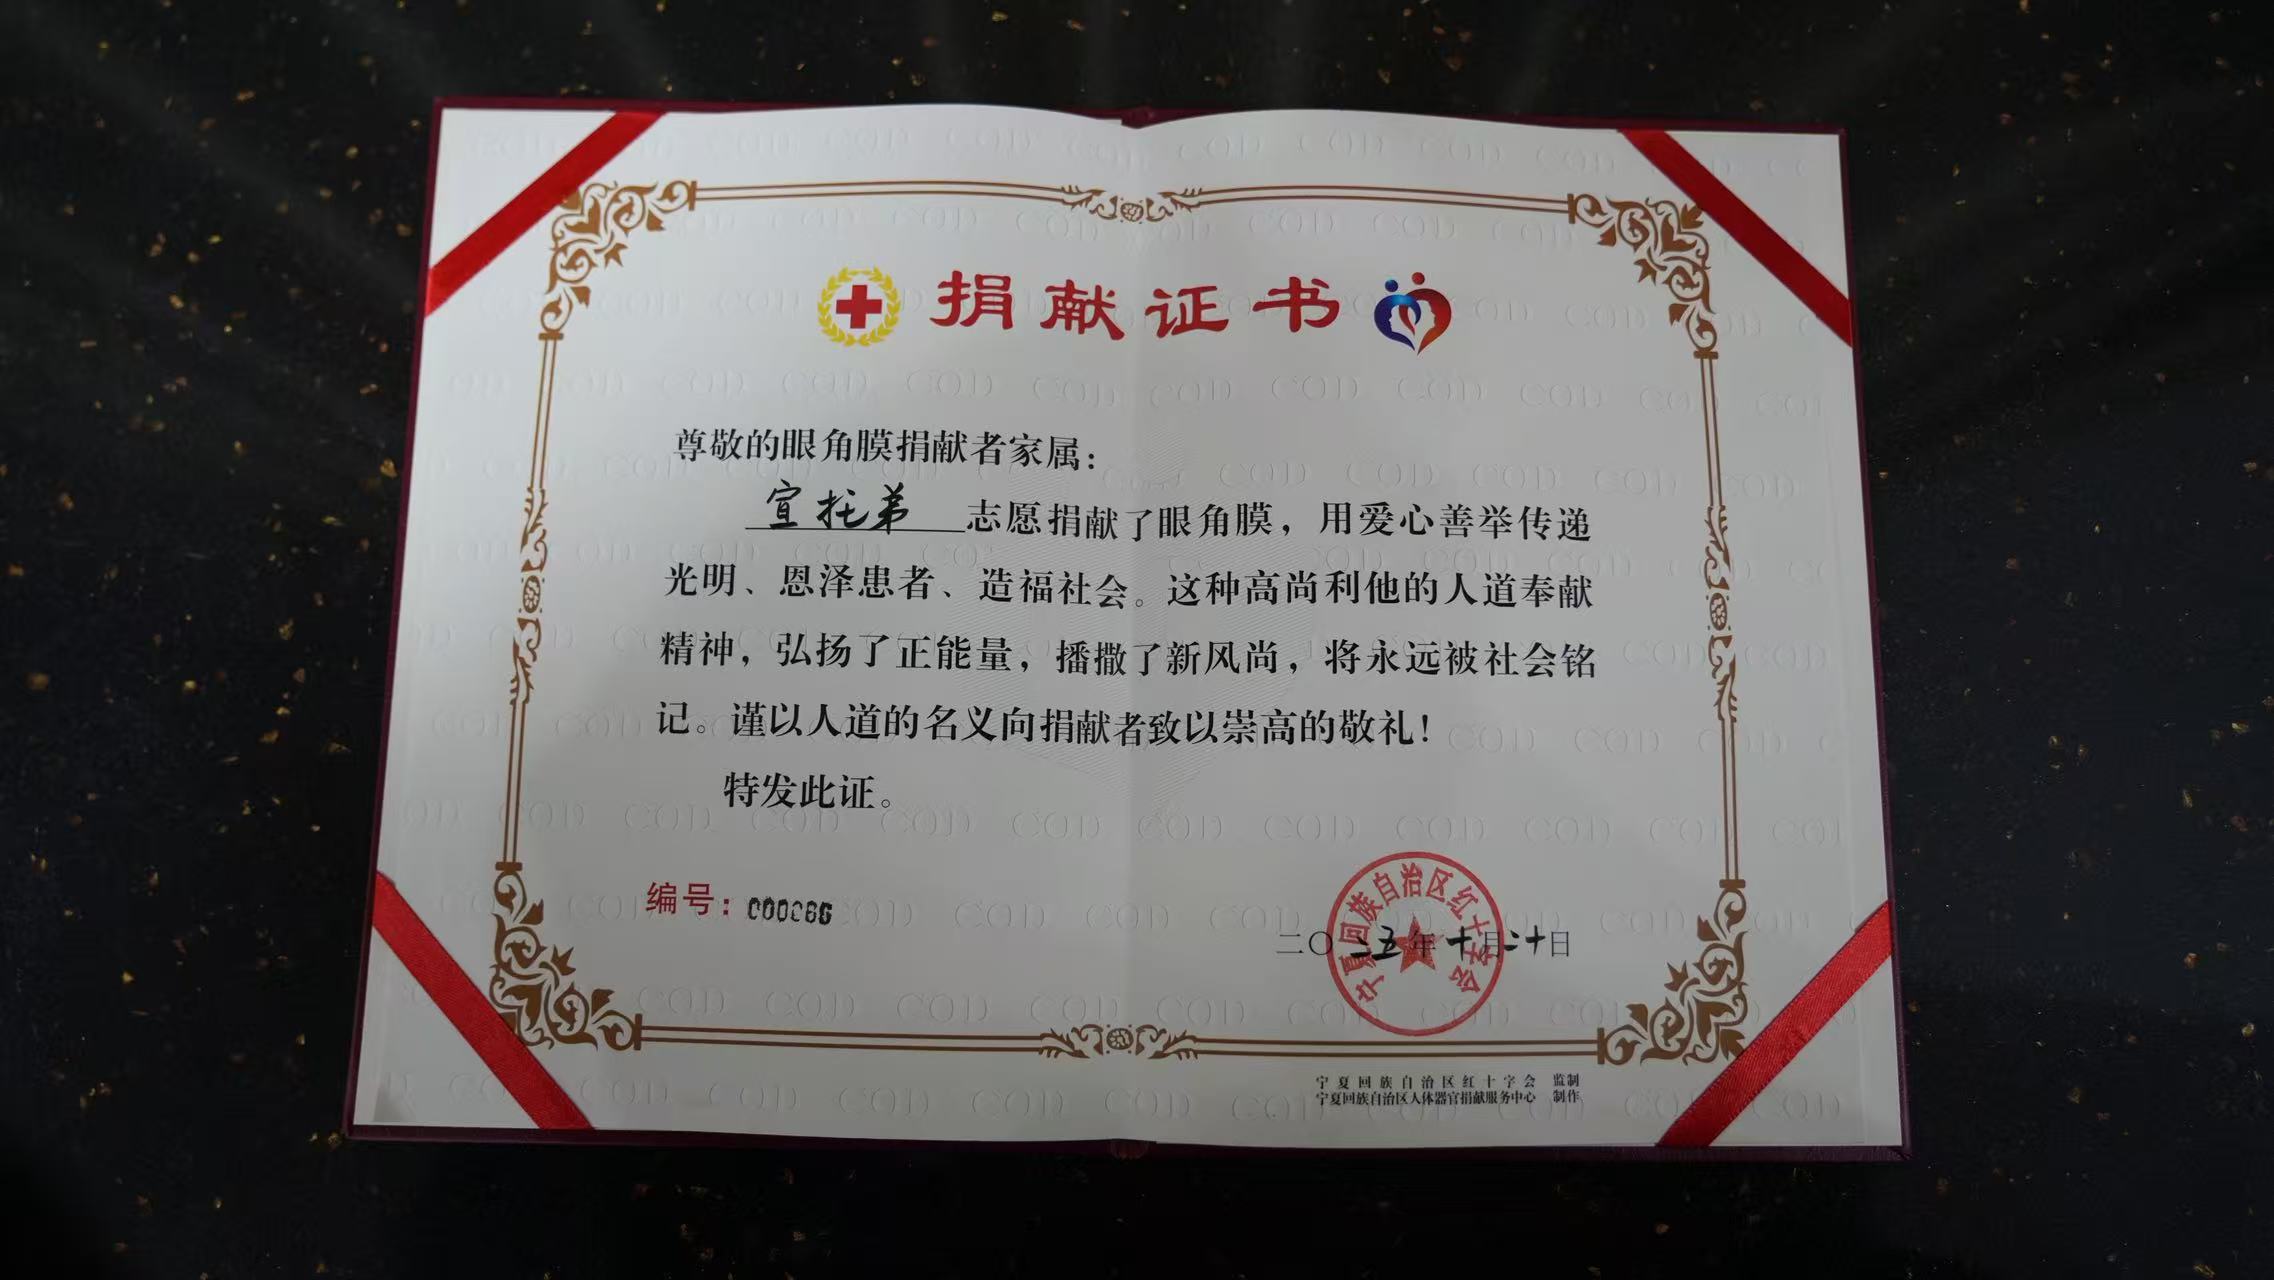 捐献证书
尊敬的眼角膜捐献者家属：
宣托弟 志愿捐献了眼角膜，用爱心善举传递
光明、恩泽患者、造福社会。这种高尚利他的人道奉献
精神，弘扬了正能量，播撒了新风尚，将永远被社会铭
记。谨以人道的名义向捐献者致以崇高的敬礼！
特发此证。
编号：
二〇二五年十月二十日
宁夏回族自治区红十字会
宁夏回族自治区红十字会 监制
宁夏回族自治区人体器官捐献服务中心 制作